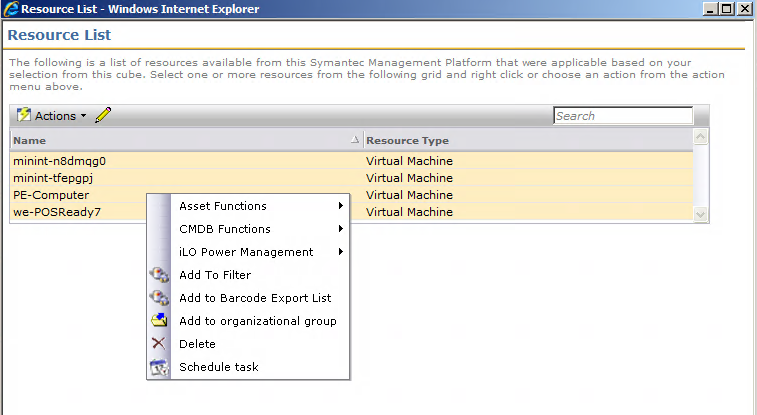 Resource List - Windows Internet Explorer
Resource List
The following is a list of resources available from this Symantec Management Platform that were applicable based on your
selection from this cube. Select one or more resources from the following grid and right click or choose an action from the action
menu above.
Actions Search
Name Resource Type
minint-n8dmqg0 Virtual Machine
minint-tfepgpj Virtual Machine
PE-Computer Virtual Machine
we-POSReady7 Virtual Machine
Asset Functions
CMDB Functions
iLO Power Management
Add To Filter
Add to Barcode Export List
Add to organizational group
Delete
Schedule task